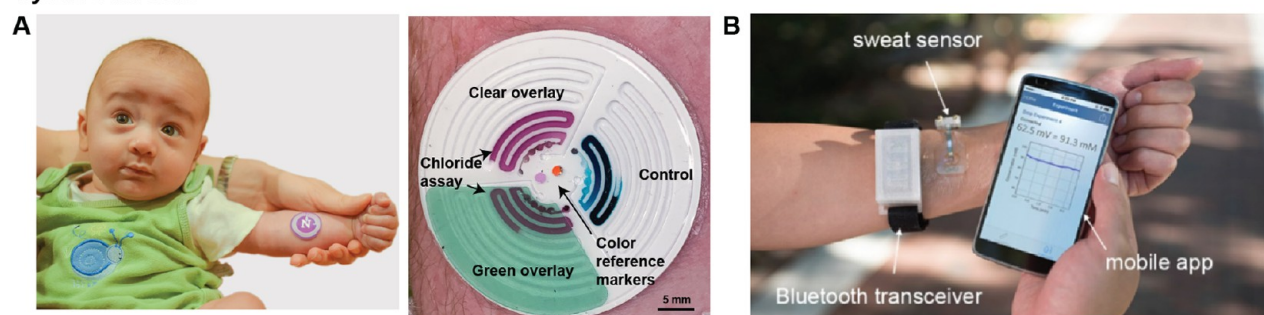 A
Clear overlay
Chloride
assay
Control
Green overlay
Color
reference
markers
5 mm
B
sweat sensor
Experiment
62.5 mV = 91.3 mM
mobile app
Bluetooth transceiver